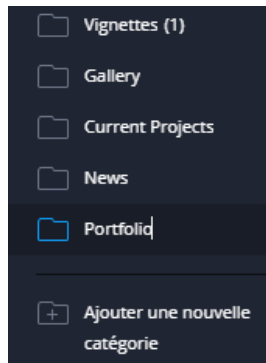 Vignettes (1)
Gallery
Current Projects
News
Portfolio
Ajouter une nouvelle
catégorie